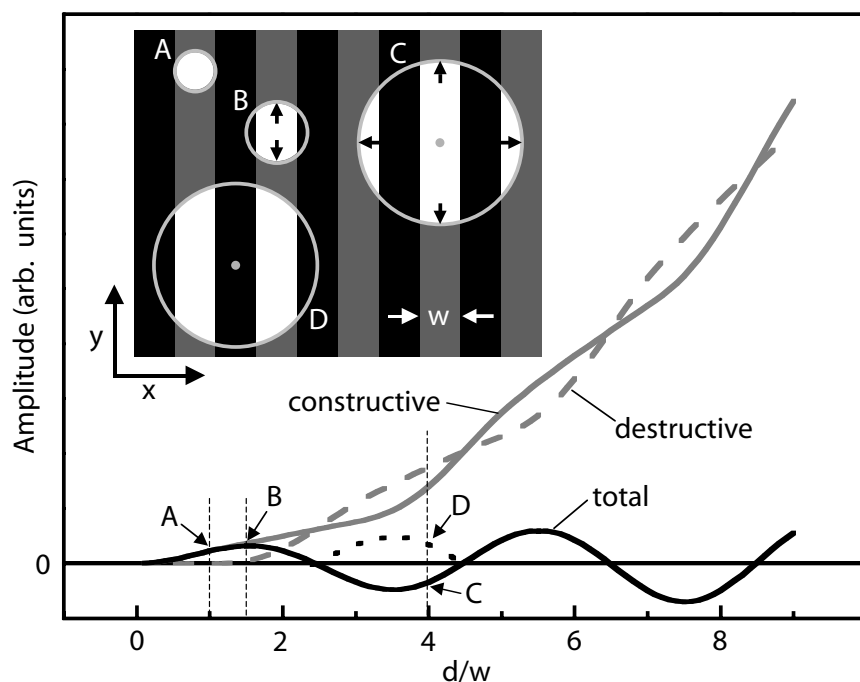 Amplitude (arb. units)
A
B
C
D
w
y
x
constructive
destructive
total
A
B
D
C
0
0
2
4
6
8
d/w